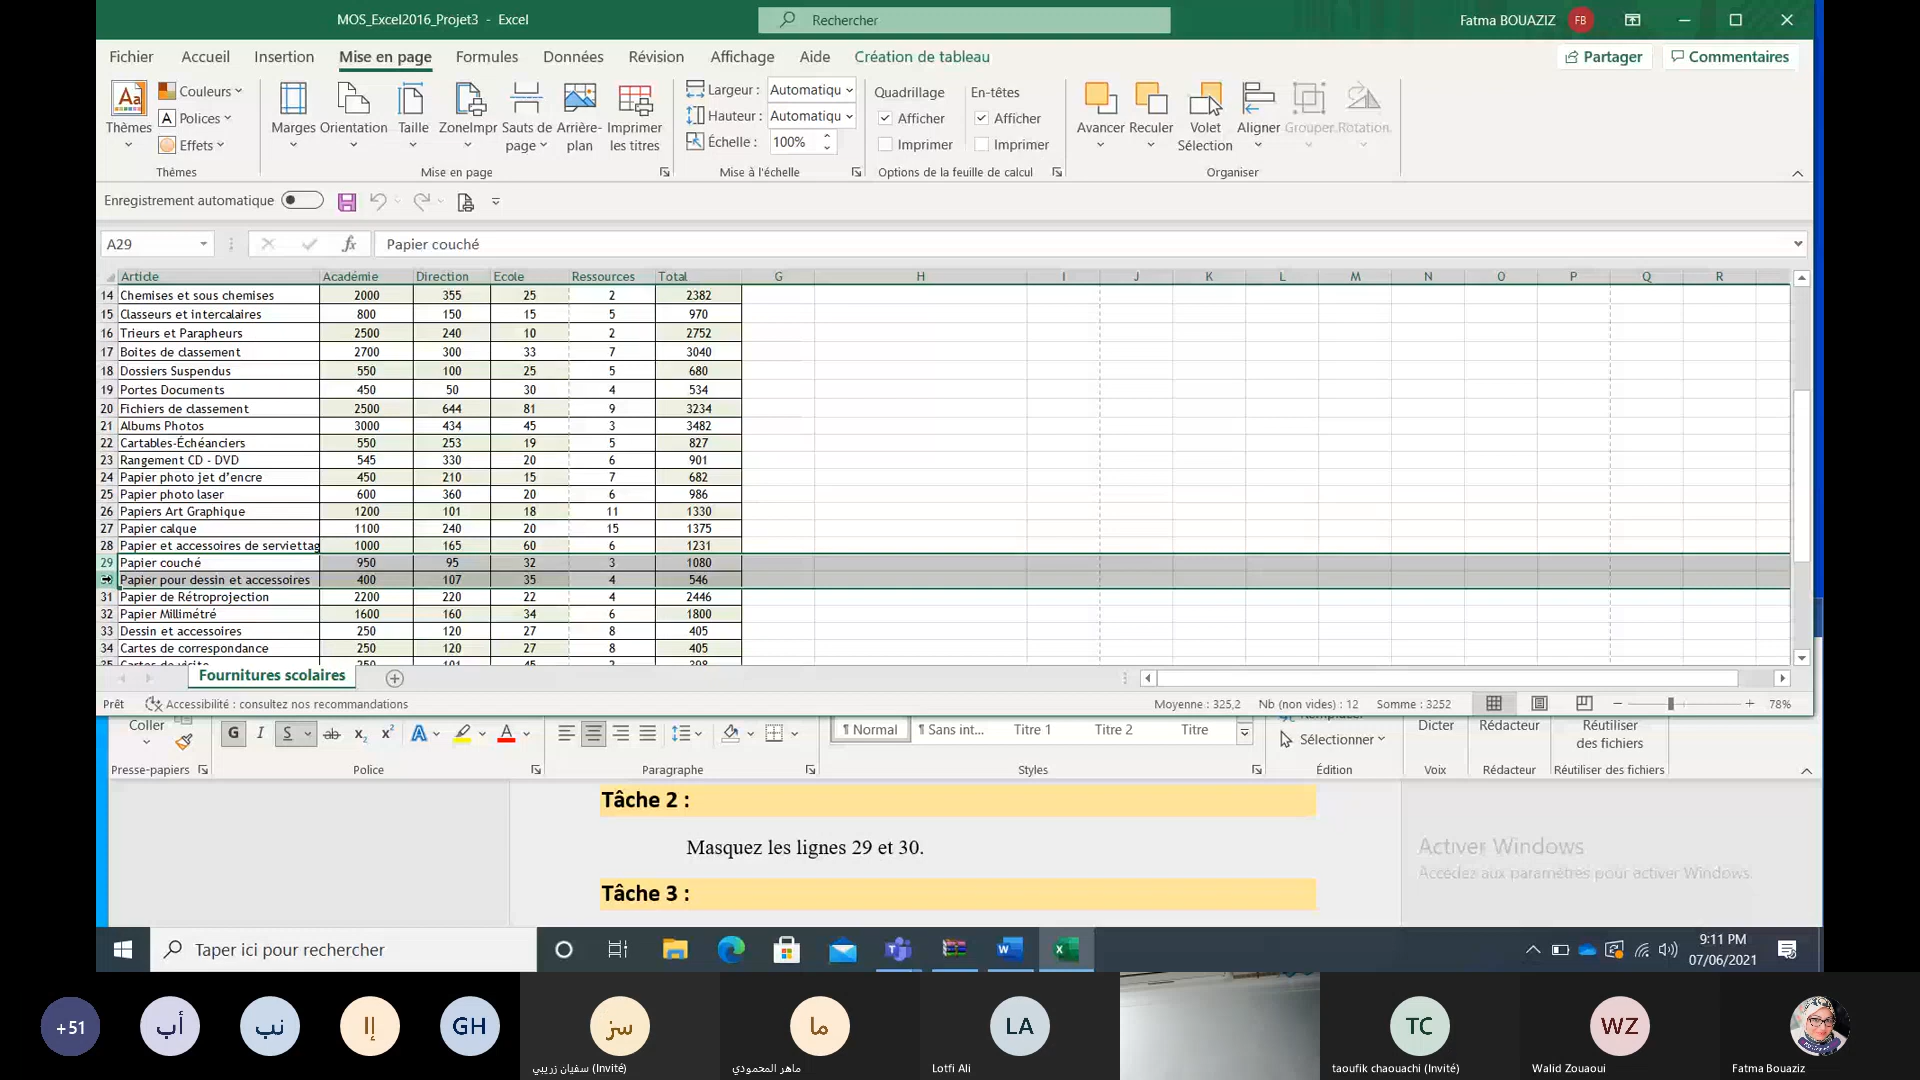 MOS_Excel2016_Projet3 - Excel
Rechercher
Fatma BOUAZIZ FB
Fichier Accueil Insertion Mise en page Formules Données Révision Affichage Aide Création de tableau
Partager Commentaires
Thèmes Couleurs Polices Effets
Marges Orientation Taille ZoneImpr Sauts de page Arrière-plan Imprimer les titres
Largeur : Automatiqu
Hauteur : Automatiqu
Échelle : 100%
Quadrillage En-têtes
Afficher Afficher
Imprimer Imprimer
Avancer Reculer Volet Sélection Aligner Grouper Rotation
Thèmes Mise en page Mise à l'échelle Options de la feuille de calcul Organiser
Enregistrement automatique
A29 fx Papier couché
Article Académie Direction Ecole Ressources Total G H I J K L M N O P Q R
14 Chemises et sous chemises 2000 355 25 2 2382
15 Classeurs et intercalaires 800 150 15 5 970
16 Trieurs et Parapheurs 2500 240 10 2 2752
17 Boites de classement 2700 300 33 7 3040
18 Dossiers Suspendus 550 100 25 5 680
19 Portes Documents 450 50 30 4 534
20 Fichiers de classement 2500 644 81 9 3234
21 Albums Photos 3000 434 45 3 3482
22 Cartables-Échéanciers 550 253 19 5 827
23 Rangement CD - DVD 545 330 20 6 901
24 Papier photo jet d’encre 450 210 15 7 682
25 Papier photo laser 600 360 20 6 986
26 Papiers Art Graphique 1200 101 18 11 1330
27 Papier calque 1100 240 20 15 1375
28 Papier et accessoires de serviettag 1000 165 60 6 1231
29 Papier couché 950 95 32 3 1080
Papier pour dessin et accessoires 400 107 35 4 546
31 Papier de Rétroprojection 2200 220 22 4 2446
32 Papier Millimétré 1600 160 34 6 1800
33 Dessin et accessoires 250 120 27 8 405
34 Cartes de correspondance 250 120 27 8 405
Fournitures scolaires
Prêt Accessibilité : consultez nos recommandations Moyenne : 325,2 Nb (non vides) : 12 Somme : 3252 78%
Coller G I S ab x₂ x² A A
¶ Normal ¶ Sans int... Titre 1 Titre 2 Titre
Sélectionner Dicter Rédacteur Réutiliser des fichiers
Presse-papiers Police Paragraphe Styles Édition Voix Rédacteur Réutiliser des fichiers
Tâche 2 :
Masquez les lignes 29 et 30.
Tâche 3 :
Activer Windows
Accédez aux paramètres pour activer Windows.
Taper ici pour rechercher
9:11 PM
07/06/2021
+51 أب نب إا GH سز ما LA TC WZ
سفيان زريبي (Invité) ماهر المحمودي Lotfi Ali taoufik chaouachi (Invité) Walid Zouaoui Fatma Bouaziz